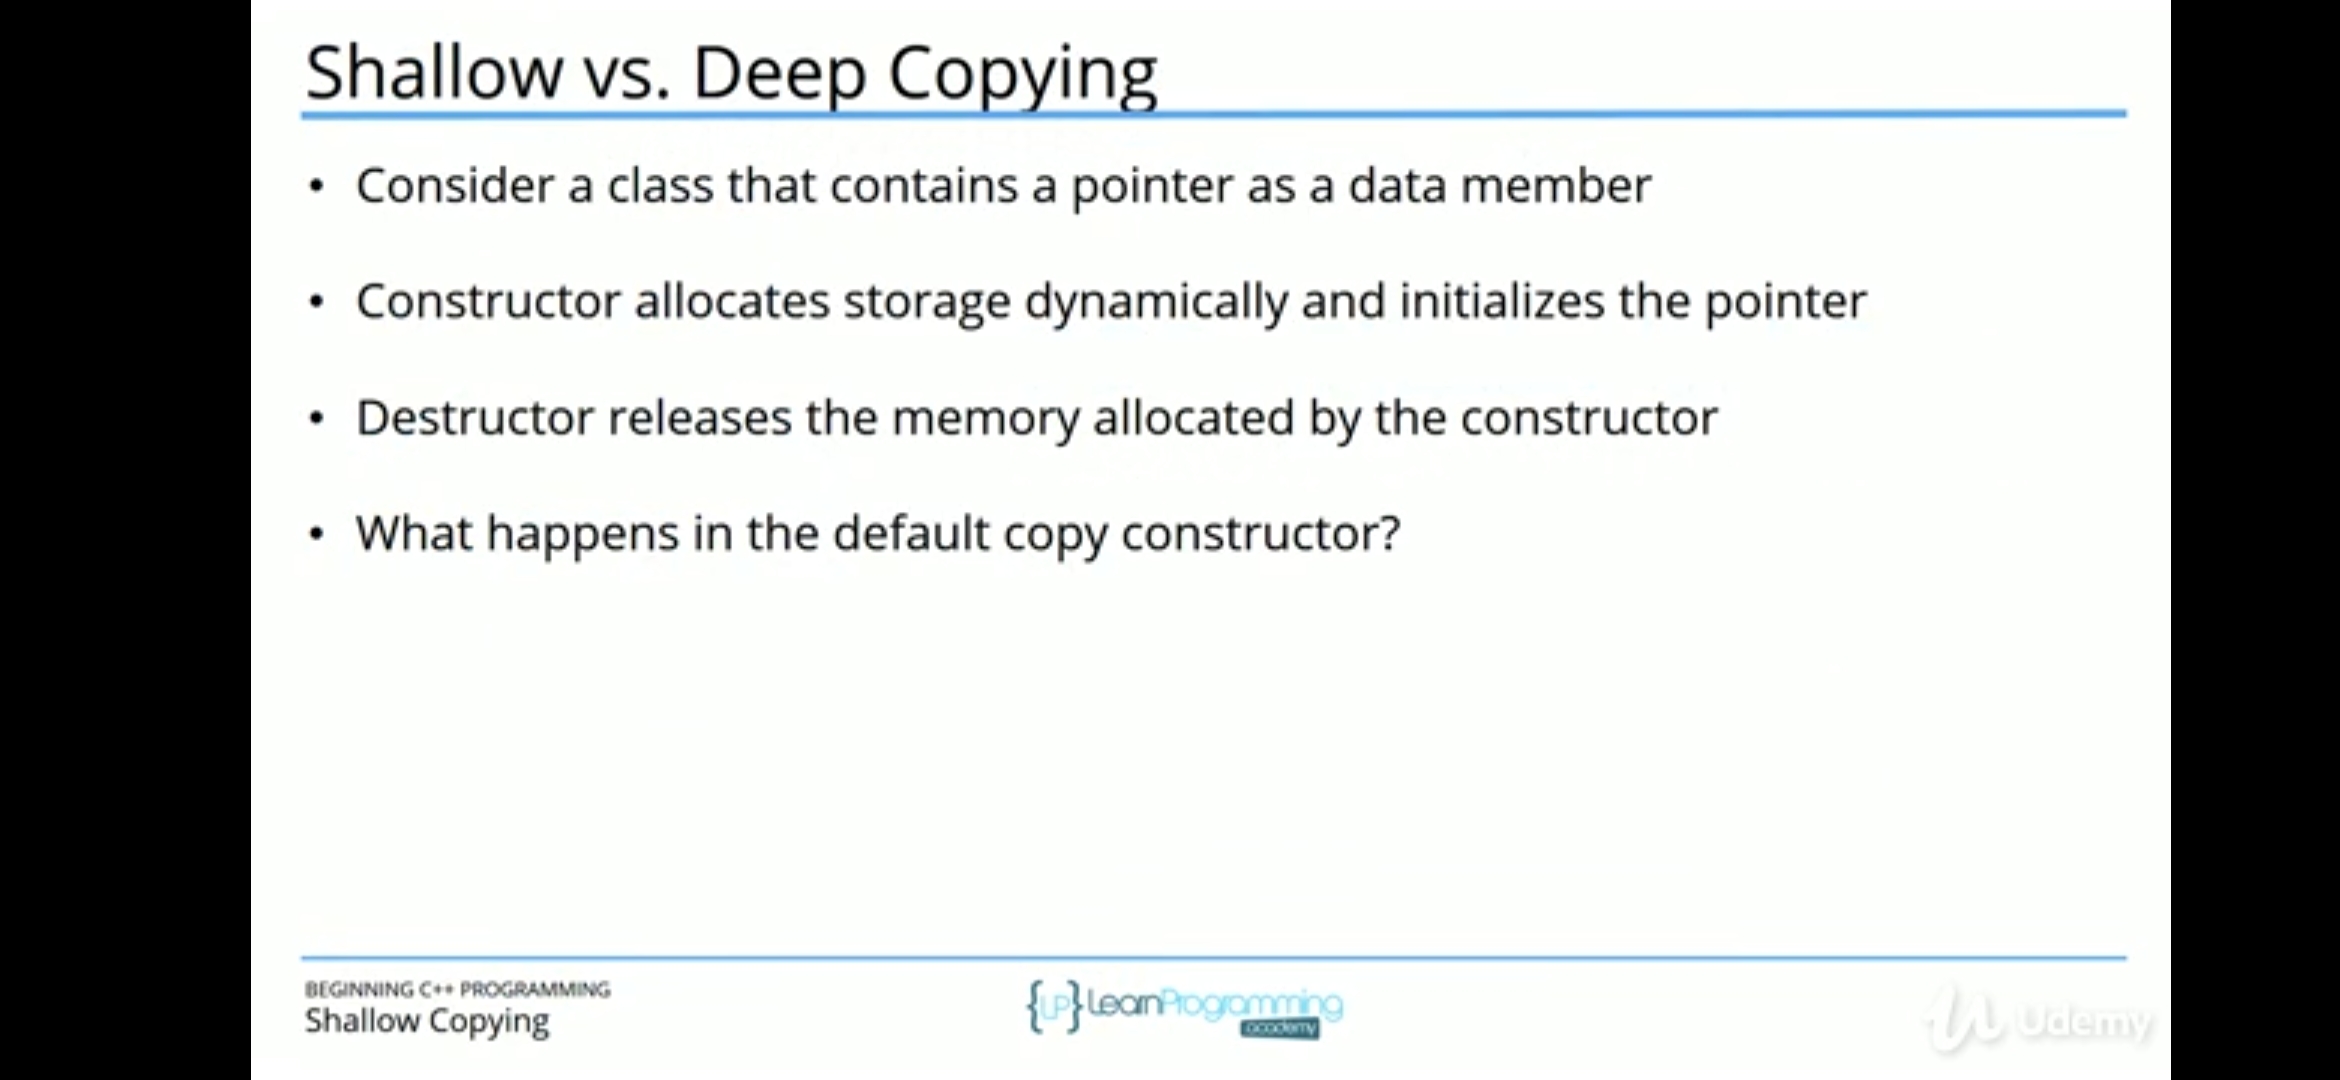 Shallow vs. Deep Copying
• Consider a class that contains a pointer as a data member
• Constructor allocates storage dynamically and initializes the pointer
• Destructor releases the memory allocated by the constructor
• What happens in the default copy constructor?
BEGINNING C++ PROGRAMMING
Shallow Copying
{LP} LearnProgramming
academy
Udemy